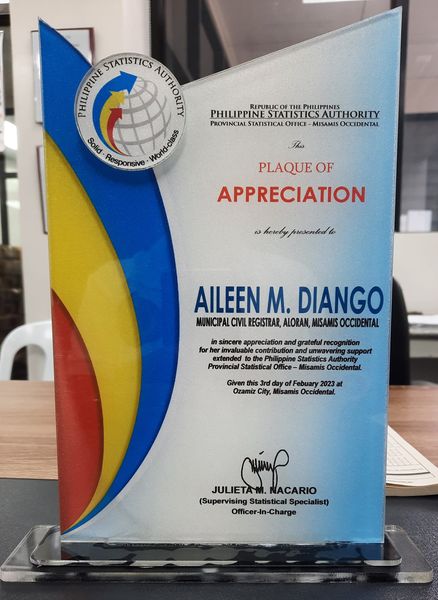 PHILIPPINE STATISTICS AUTHORITY
Solid · Responsive · World-class
REPUBLIC OF THE PHILIPPINES
PHILIPPINE STATISTICS AUTHORITY
PROVINCIAL STATISTICAL OFFICE – MISAMIS OCCIDENTAL
This
PLAQUE OF
APPRECIATION
is hereby presented to
AILEEN M. DIANGO
MUNICIPAL CIVIL REGISTRAR, ALORAN, MISAMIS OCCIDENTAL
in sincere appreciation and grateful recognition
for her invaluable contribution and unwavering support
extended to the Philippine Statistics Authority
Provincial Statistical Office – Misamis Occidental.
Given this 3rd day of Febuary 2023 at
Ozamiz City, Misamis Occidental.
JULIETA M. NACARIO
(Supervising Statistical Specialist)
Officer-In-Charge